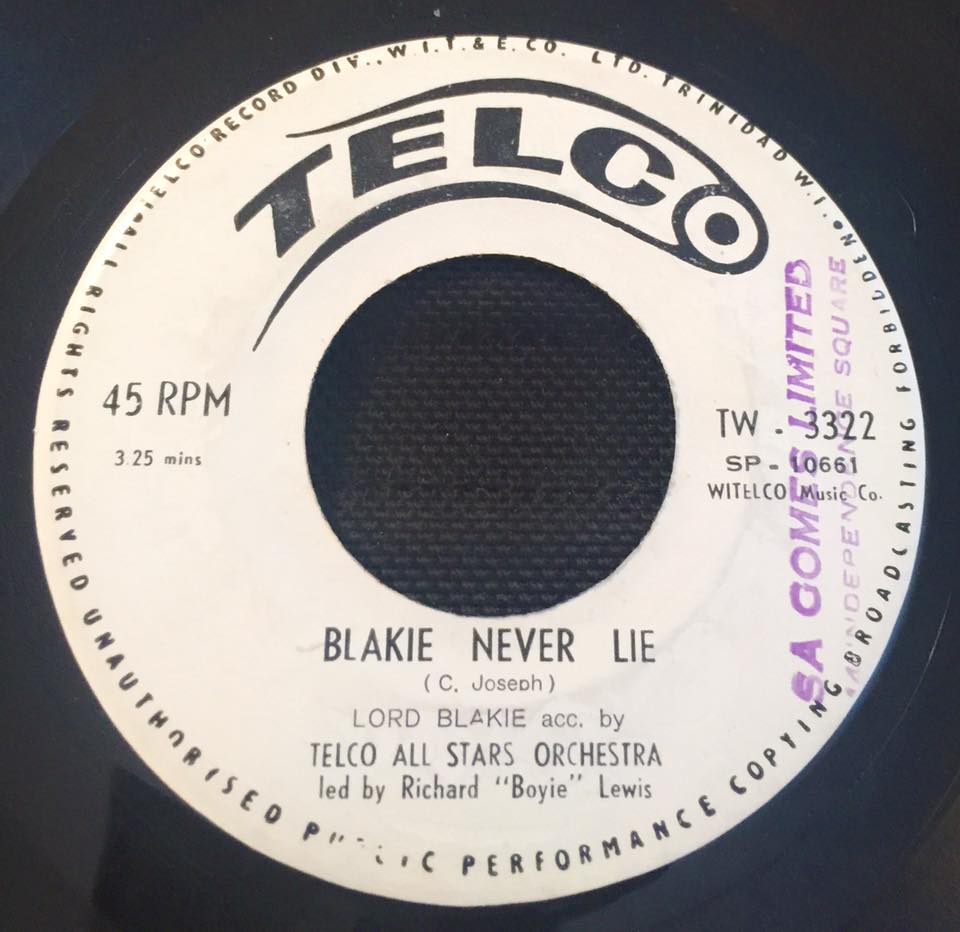 TELCO RECORD DIV., W.I.T. & E. CO. LTD. TRINIDAD W.I. •
ALL RIGHTS RESERVED UNAUTHORISED PUBLIC PERFORMANCE COPYING BROADCASTING FORBIDDEN
TELCO
45 RPM
3.25 mins
TW - 3322
SP - 10661
WITELCO Music Co.
SA GOMES LIMITED
INDEPENDENCE SQUARE
BLAKIE NEVER LIE
( C. Joseph )
LORD BLAKIE acc. by
TELCO ALL STARS ORCHESTRA
led by Richard "Boyie" Lewis